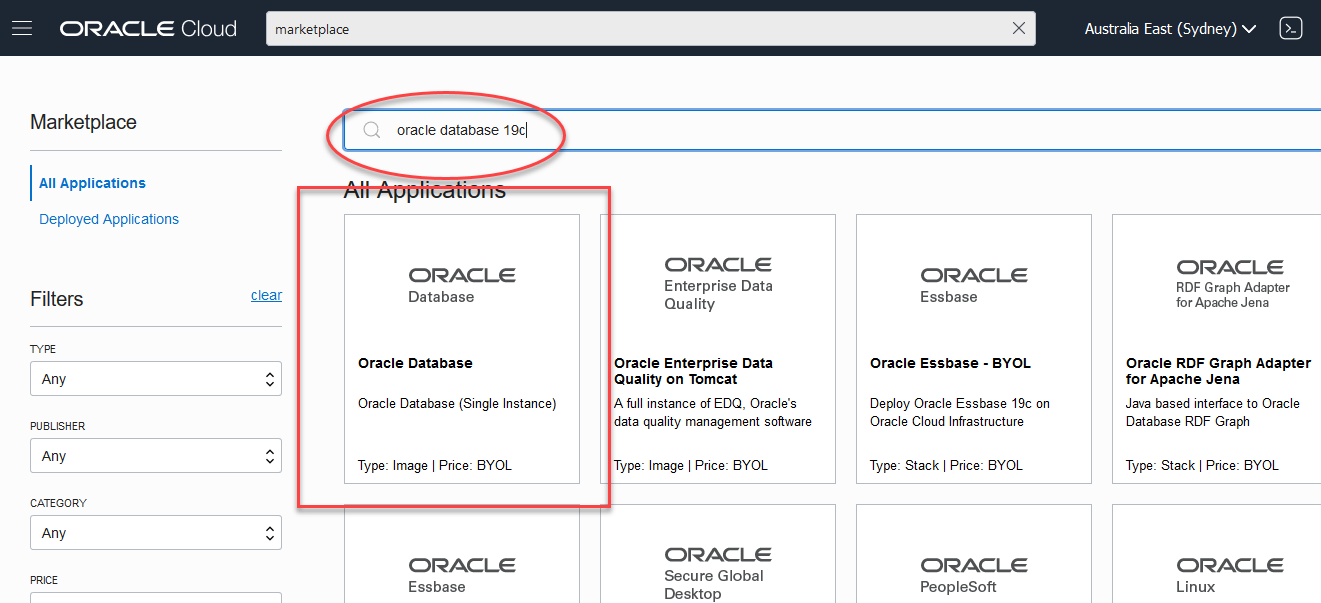 ORACLE Cloud
marketplace
Australia East (Sydney)
Marketplace
All Applications
Deployed Applications
Filters
clear
TYPE
Any
PUBLISHER
Any
CATEGORY
Any
PRICE
oracle database 19c
All Applications
ORACLE
Database
Oracle Database
Oracle Database (Single Instance)
Type: Image | Price: BYOL
ORACLE
Enterprise Data
Quality
Oracle Enterprise Data
Quality on Tomcat
A full instance of EDQ, Oracle's
data quality management software
Type: Image | Price: BYOL
ORACLE
Essbase
Oracle Essbase - BYOL
Deploy Oracle Essbase 19c on
Oracle Cloud Infrastructure
Type: Stack | Price: BYOL
ORACLE
RDF Graph Adapter
for Apache Jena
Oracle RDF Graph Adapter
for Apache Jena
Java based interface to Oracle
Database RDF Graph
Type: Stack | Price: BYOL
ORACLE
Essbase
ORACLE
Secure Global
Desktop
ORACLE
PeopleSoft
ORACLE
Linux